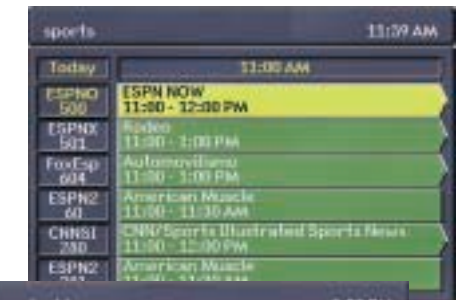 sports 11:39 AM
Today 11:00 AM
ESPNO ESPN NOW
500 11:00 - 12:00 PM
ESPNX Rodeo
501 11:00 - 1:00 PM
FoxEsp Automovilismo
604 11:00 - 1:00 PM
ESPN2 American Muscle
60 11:00 - 11:30 AM
CNNSI CNN/Sports Illustrated Sports News
280 11:00 - 12:00 PM
ESPN2 American Muscle